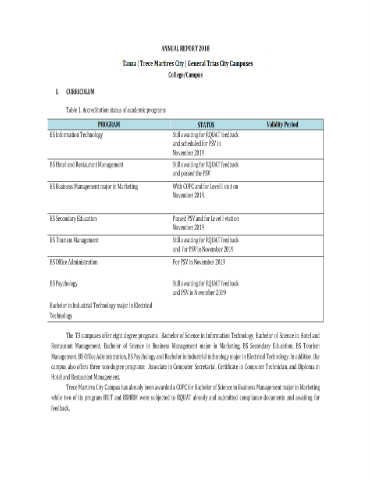 ANNUAL REPORT 2018
Tanza | Trece Martires City | General Trias City Campuses
College/Campus
I. CURRICULUM
Table 1. Accreditation status of academic programs
PROGRAM STATUS Validity Period
BS Information Technology Still awaiting for RQUAT feedback
and scheduled for PSV in
November 2019
BS Hotel and Restaurant Management Still awaiting for RQUAT feedback
and passed the PSV
BS Business Management major in Marketing With COPC and for Level I visit on
November 2019.
BS Secondary Education Passed PSV and for Level I visit on
November 2019
BS Tourism Management Still awaiting for RQUAT feedback
and for PSV in November 2019
BS Office Administration For PSV in November 2019
BS Psychology Still awaiting for RQUAT feedback
and PSV in November 2019
Bachelor in Industrial Technology major in Electrical
Technology
The T3 campuses offer eight degree programs: Bachelor of Science in Information Technology, Bachelor of Science in Hotel and
Restaurant Management, Bachelor of Science in Business Management major in Marketing, BS Secondary Education, BS Tourism
Management, BS Office Administration, BS Psychology and Bachelor in Industrial technology major in Electrical Technology. In addition, the
campus also offers three non-degree programs: Associate in Computer Secretarial, Certificate in Computer Technician, and Diploma in
Hotel and Restaurant Management.
Trece Martires City Campus has already been awarded a COPC for Bachelor of Science in Business Management major in Marketing
while two of its program BSIT and BSHRM were subjected to RQUAT already and submitted compliance documents and awaiting for
feedback.